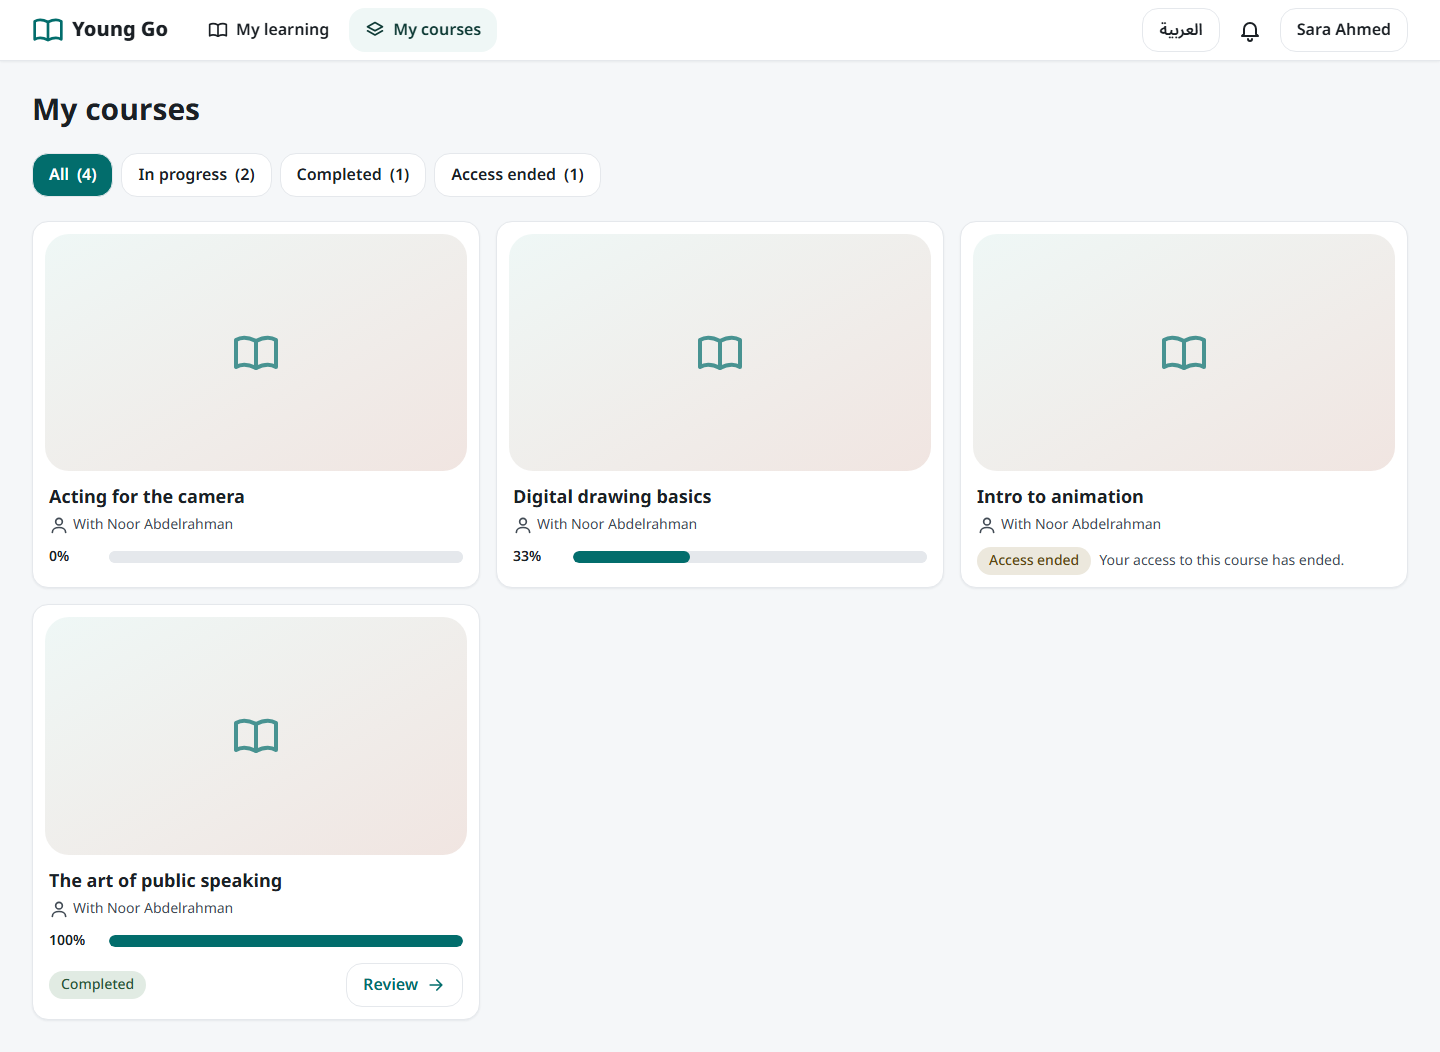 Young Go
My learning
My courses
العربية
Sara Ahmed
My courses
All (4)
In progress (2)
Completed (1)
Access ended (1)
Acting for the camera
With Noor Abdelrahman
0%
Digital drawing basics
With Noor Abdelrahman
33%
Intro to animation
With Noor Abdelrahman
Access ended
Your access to this course has ended.
The art of public speaking
With Noor Abdelrahman
100%
Completed
Review